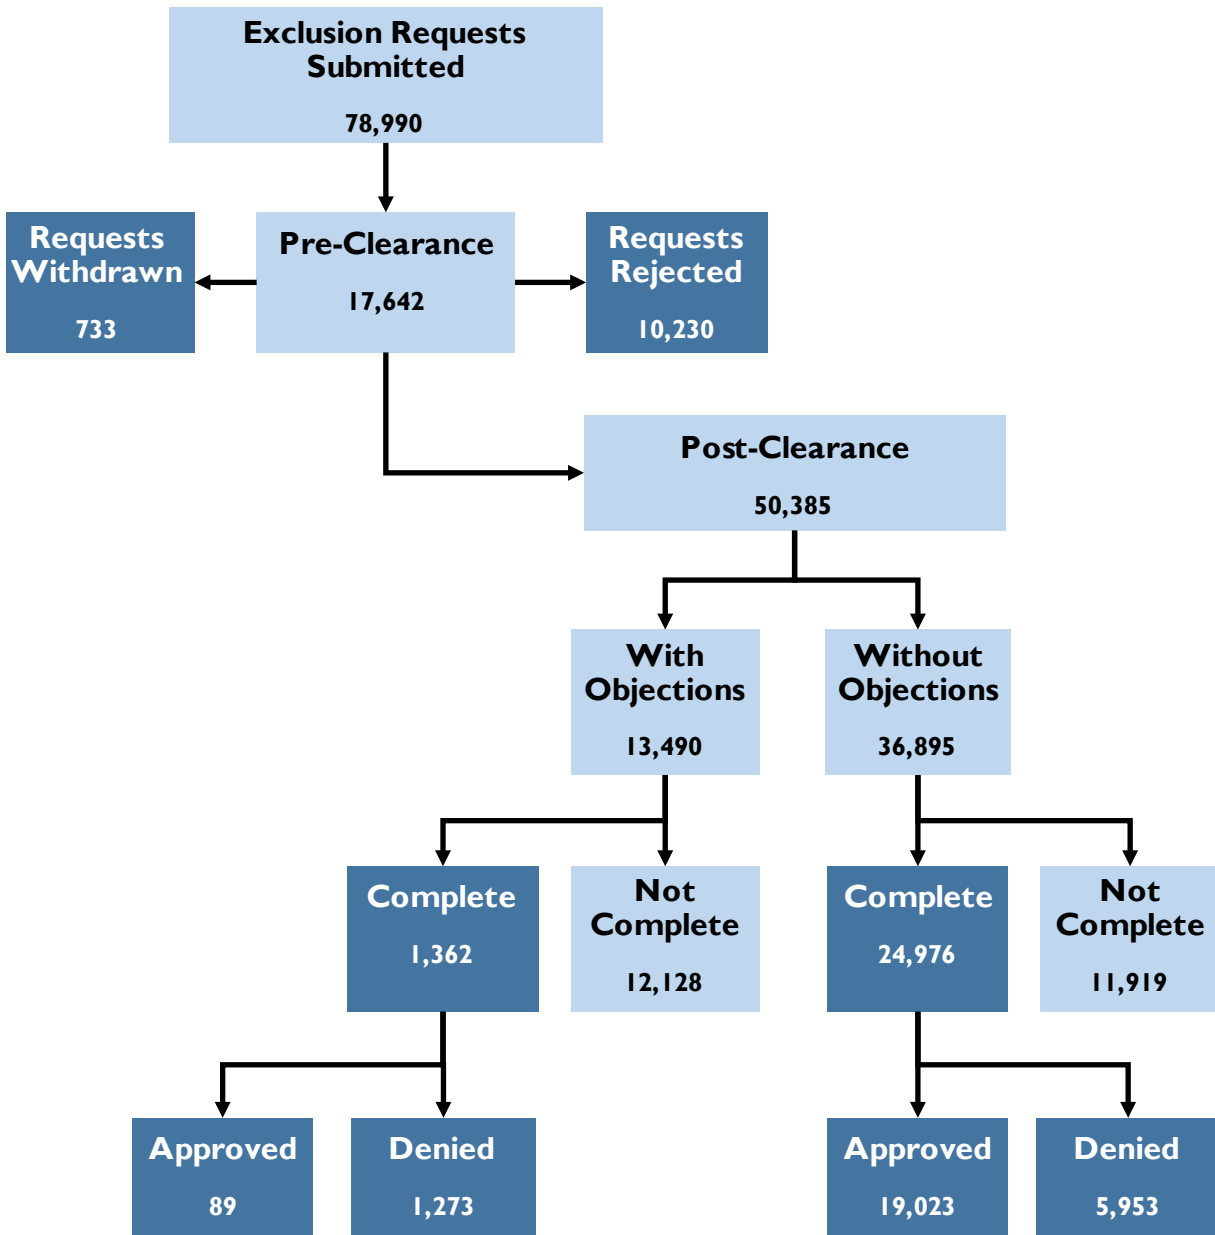 Exclusion Requests
Submitted
78,990
Requests
Withdrawn
733
Pre-Clearance
17,642
Requests
Rejected
10,230
Post-Clearance
50,385
With
Objections
13,490
Without
Objections
36,895
Complete
1,362
Not
Complete
12,128
Complete
24,976
Not
Complete
11,919
Approved
89
Denied
1,273
Approved
19,023
Denied
5,953